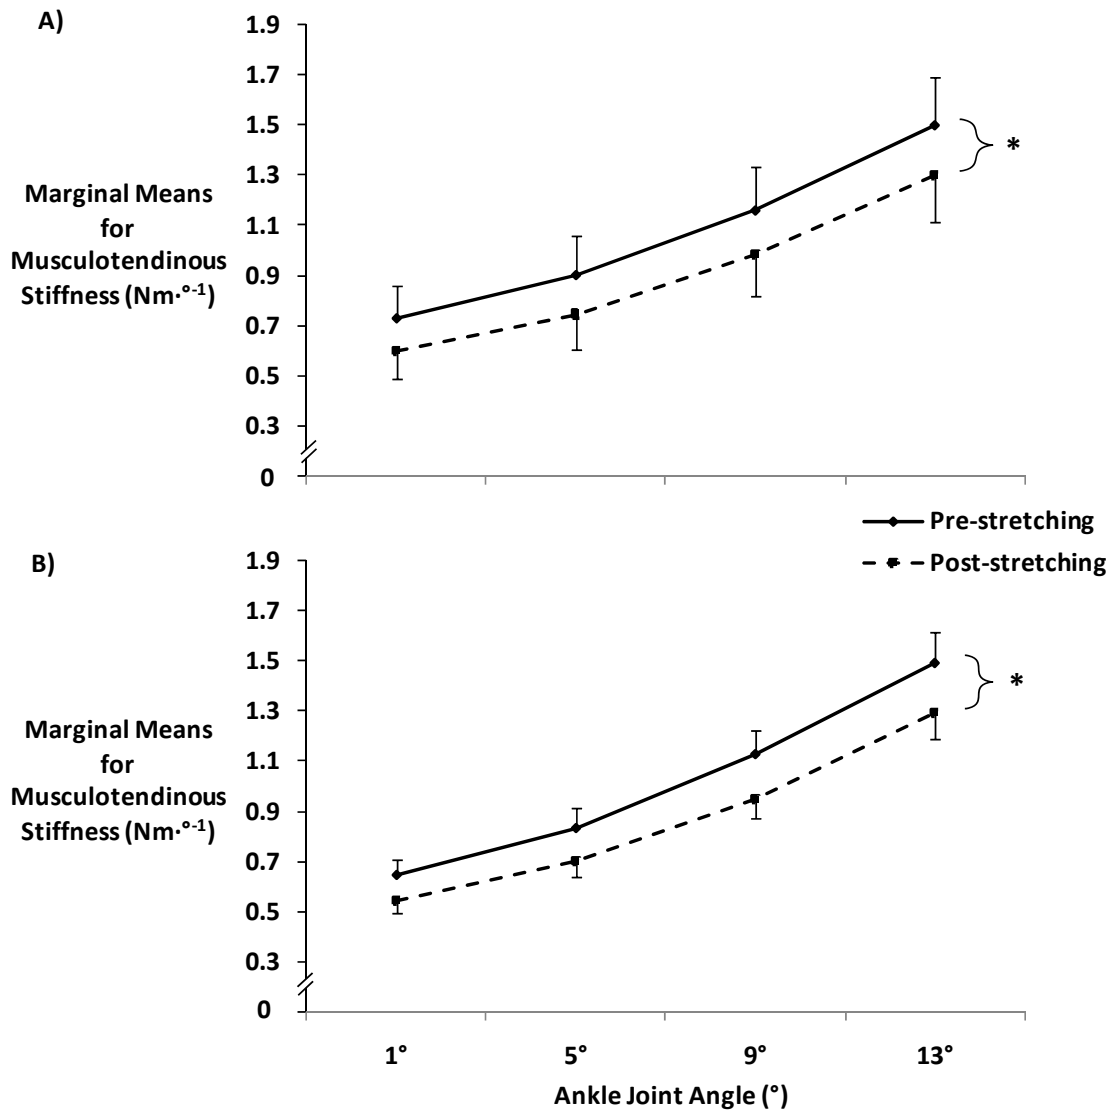 A)
1.9
1.7
1.5
1.3
1.1
0.9
0.7
0.5
0.3
0
Marginal Means
for
Musculotendinous
Stiffness (Nm·°⁻¹)
*
Pre-stretching
Post-stretching
B)
1.9
1.7
1.5
1.3
1.1
0.9
0.7
0.5
0.3
0
Marginal Means
for
Musculotendinous
Stiffness (Nm·°⁻¹)
*
1° 5° 9° 13°
Ankle Joint Angle (°)